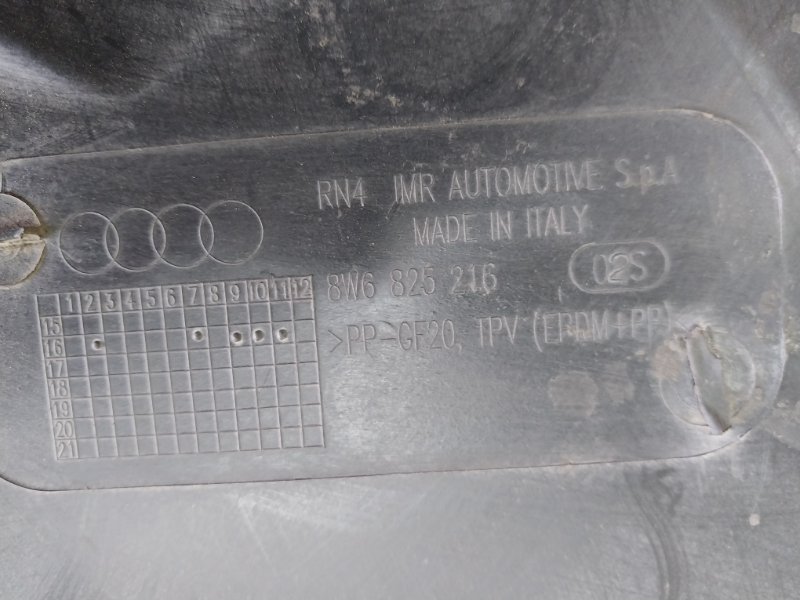 RN4 IMR AUTOMOTIVE S.p.A
MADE IN ITALY
8W6 825 216
02S
>PP-GF20, TPV (EPDM+PP)
1 2 3 4 5 6 7 8 9 10 11 12
15
16
17
18
19
20
21